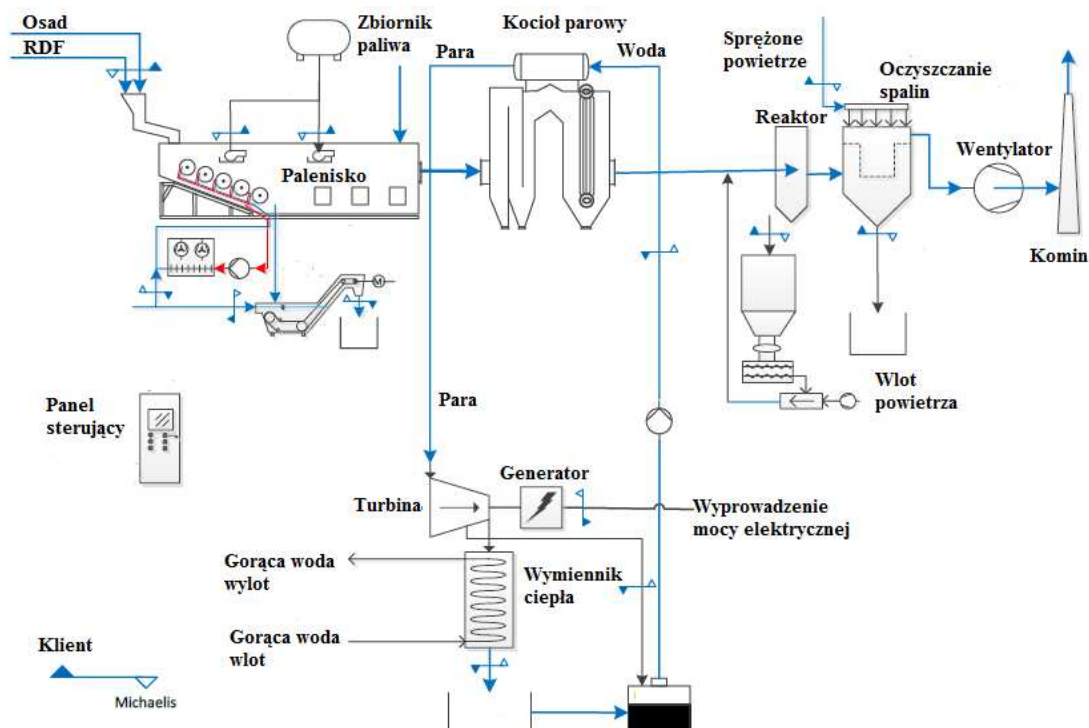 Osad
RDF
Zbiornik
paliwa
Kocioł parowy
Para
Woda
Sprężone
powietrze
Oczyszczanie
spalin
Reaktor
Wentylator
Palenisko
Komin
M
Wlot
powietrza
Panel
sterujący
Para
Generator
Turbina
Wyprowadzenie
mocy elektrycznej
Gorąca woda
wylot
Wymiennik
ciepła
Gorąca woda
wlot
Klient
Michaelis